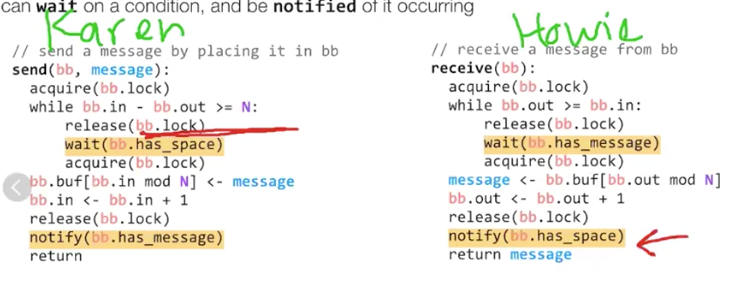 can wait on a condition, and be notified of it occurring
Karen
// send a message by placing it in bb
send(bb, message):
acquire(bb.lock)
while bb.in - bb.out >= N:
release(bb.lock)
wait(bb.has_space)
acquire(bb.lock)
bb.buf[bb.in mod N] <- message
bb.in <- bb.in + 1
release(bb.lock)
notify(bb.has_message)
return
Howie
// receive a message from bb
receive(bb):
acquire(bb.lock)
while bb.out >= bb.in:
release(bb.lock)
wait(bb.has_message)
acquire(bb.lock)
message <- bb.buf[bb.out mod N]
bb.out <- bb.out + 1
release(bb.lock)
notify(bb.has_space)
return message